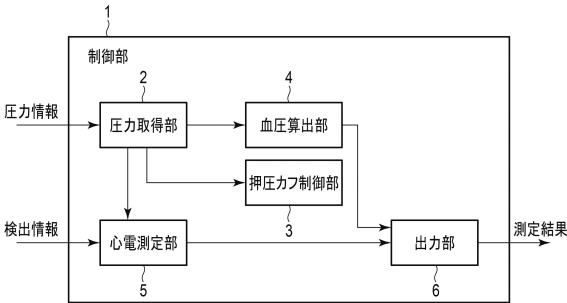 1
制御部
2
4
圧力情報
圧力取得部
血圧算出部
押圧カフ制御部
3
検出情報
心電測定部
出力部
測定結果
5
6